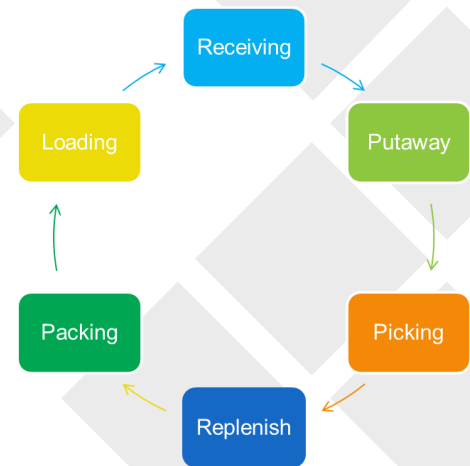 Receiving
Putaway
Picking
Replenish
Packing
Loading